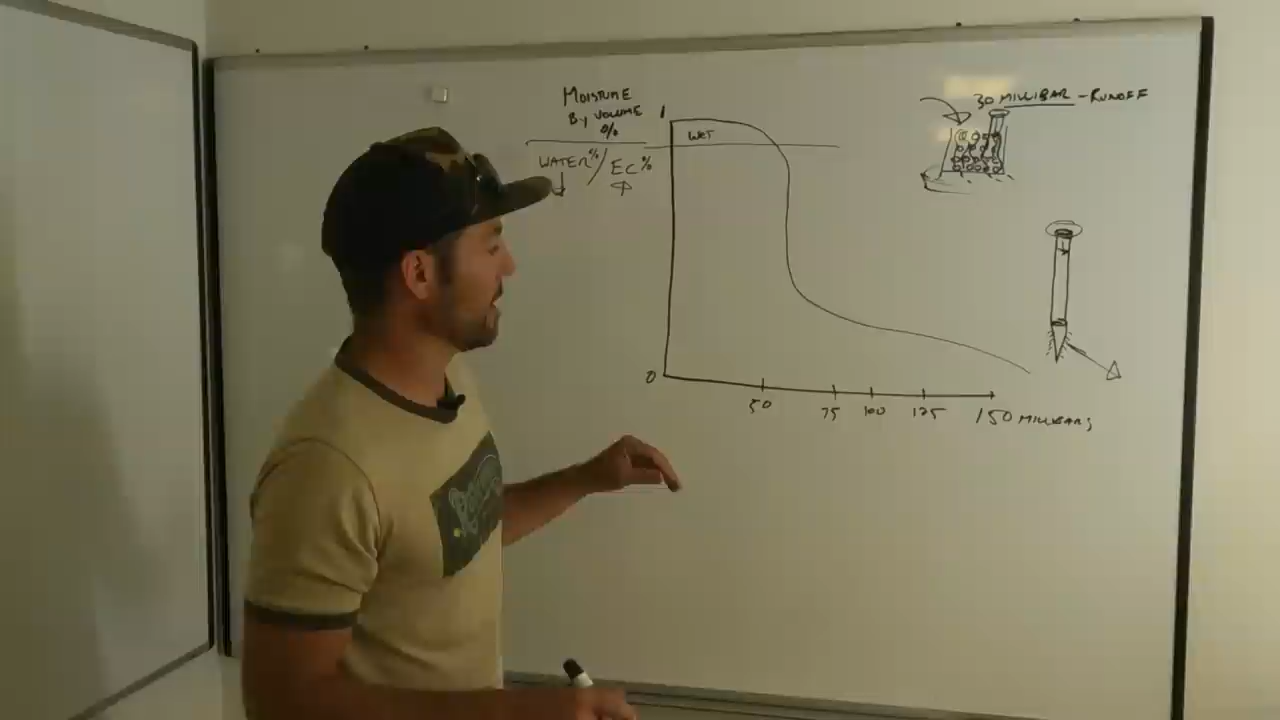 MOISTURE
By VOLUME
%
WATER% / EC%
1
WET
0
50
75
100
125
150 MILLIBARS
30 MILLIBAR - RUNOFF